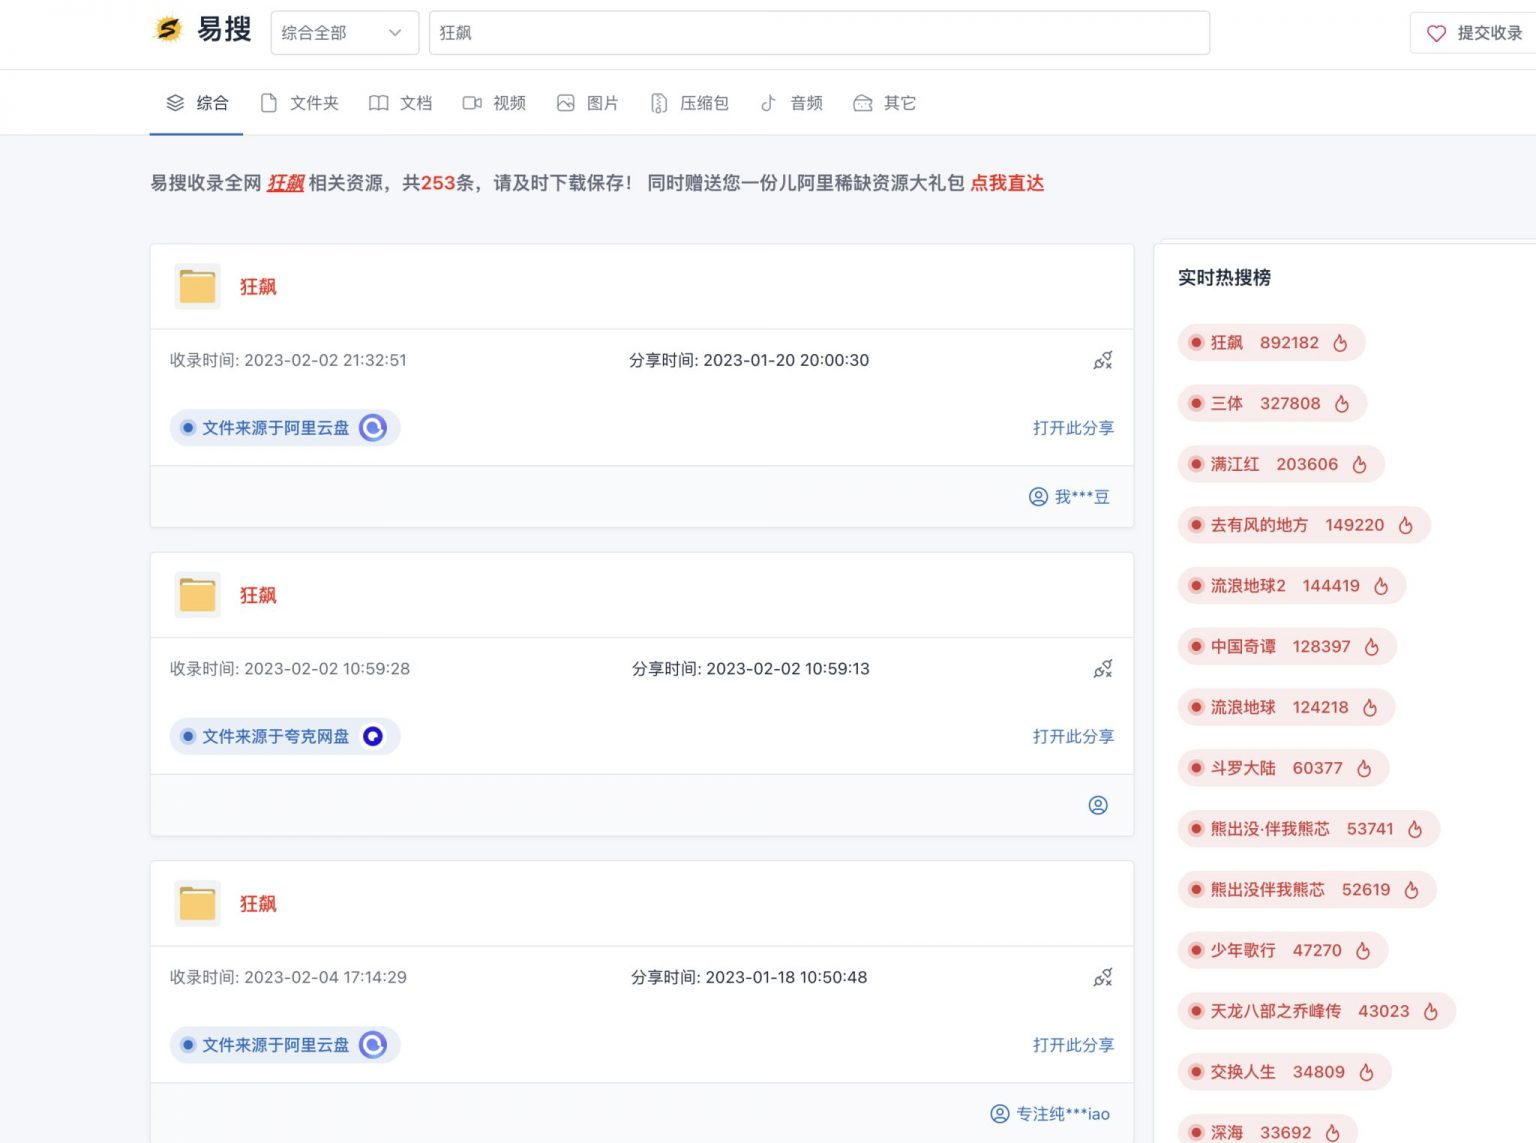 易搜
综合全部
狂飙
提交收录
综合
文件夹
文档
视频
图片
压缩包
音频
其它
易搜收录全网 狂飙 相关资源，共253条，请及时下载保存！ 同时赠送您一份儿阿里稀缺资源大礼包 点我直达
狂飙
收录时间: 2023-02-02 21:32:51
分享时间: 2023-01-20 20:00:30
文件来源于阿里云盘
打开此分享
我***豆
狂飙
收录时间: 2023-02-02 10:59:28
分享时间: 2023-02-02 10:59:13
文件来源于夸克网盘
打开此分享
狂飙
收录时间: 2023-02-04 17:14:29
分享时间: 2023-01-18 10:50:48
文件来源于阿里云盘
打开此分享
专注纯***iao
实时热搜榜
狂飙 892182
三体 327808
满江红 203606
去有风的地方 149220
流浪地球2 144419
中国奇谭 128397
流浪地球 124218
斗罗大陆 60377
熊出没·伴我熊芯 53741
熊出没伴我熊芯 52619
少年歌行 47270
天龙八部之乔峰传 43023
交换人生 34809
深海 33692